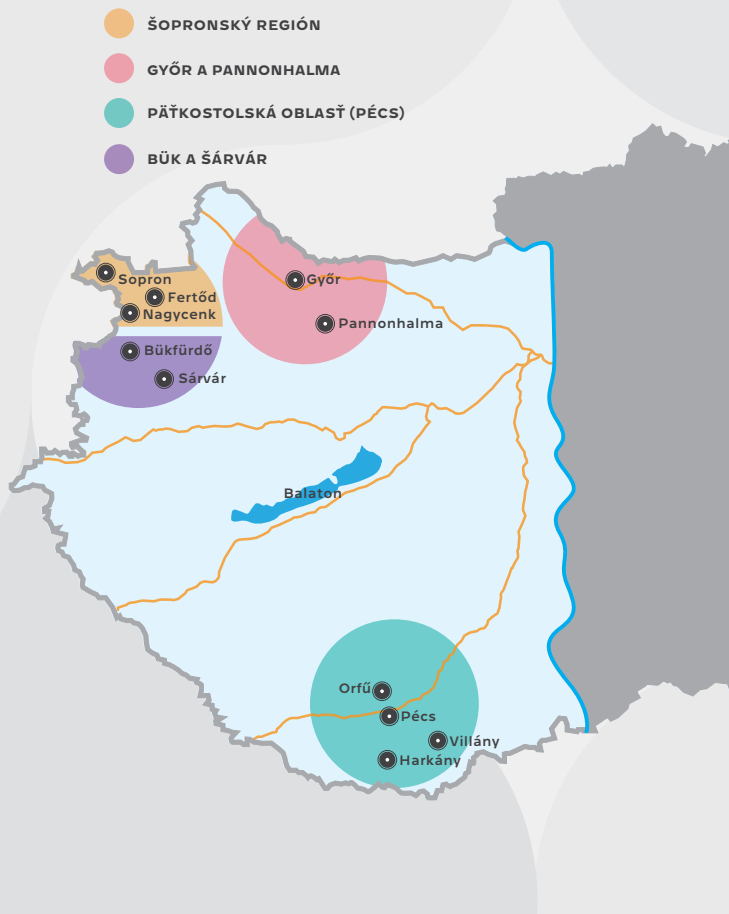 ŠOPRONSKÝ REGIÓN
GYŐR A PANNONHALMA
PÄŤKOSTOLSKÁ OBLASŤ (PÉCS)
BÜK A ŠÁRVÁR
Sopron
Győr
Fertőd
Nagycenk
Pannonhalma
Bükfürdő
Sárvár
Balaton
Orfű
Pécs
Villány
Harkány